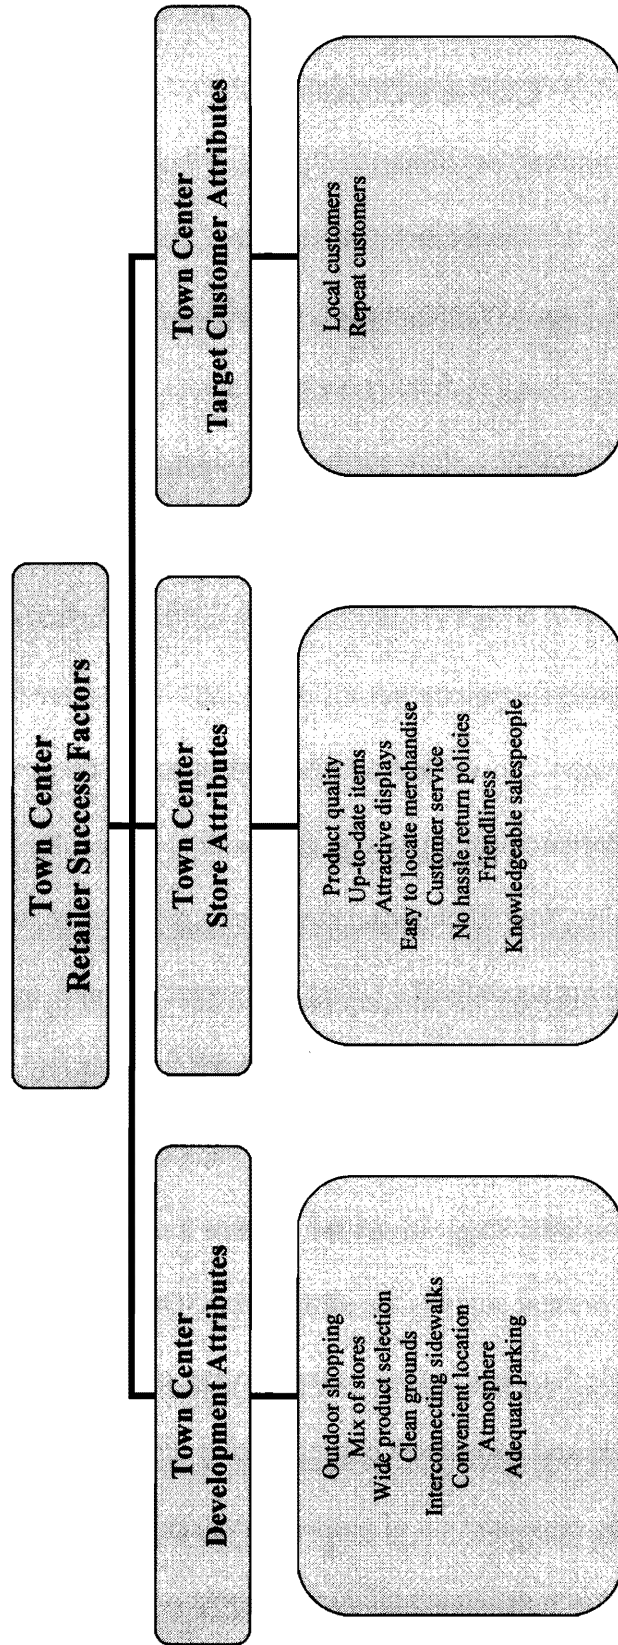 Town Center
Retailer Success Factors
Town Center
Development Attributes
Outdoor shopping
Mix of stores
Wide product selection
Clean grounds
Interconnecting sidewalks
Convenient location
Atmosphere
Adequate parking
Town Center
Store Attributes
Product quality
Up-to-date items
Attractive displays
Easy to locate merchandise
Customer service
No hassle return policies
Friendliness
Knowledgeable salespeople
Town Center
Target Customer Attributes
Local customers
Repeat customers